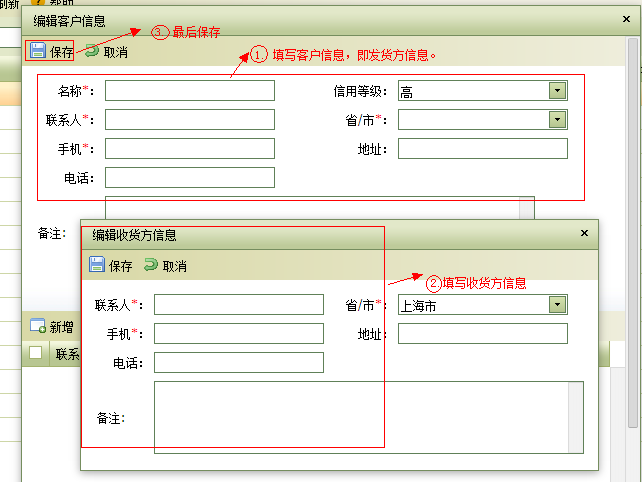 刷新 帮助
编辑客户信息
③ 最后保存
保存 取消
①. 填写客户信息，即发货方信息。
名称*： 信用等级： 高
联系人*： 省/市*：
手机*： 地址：
电话：
备注：
编辑收货方信息
保存 取消
②.填写收货方信息
联系人*： 省/市*： 上海市
新增
手机*： 地址：
联系
电话：
备注：